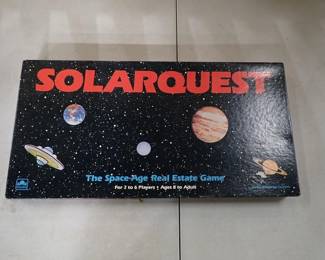 SOLARQUEST
The Space-Age Real Estate Game
For 2 to 6 Players • Ages 8 to Adult